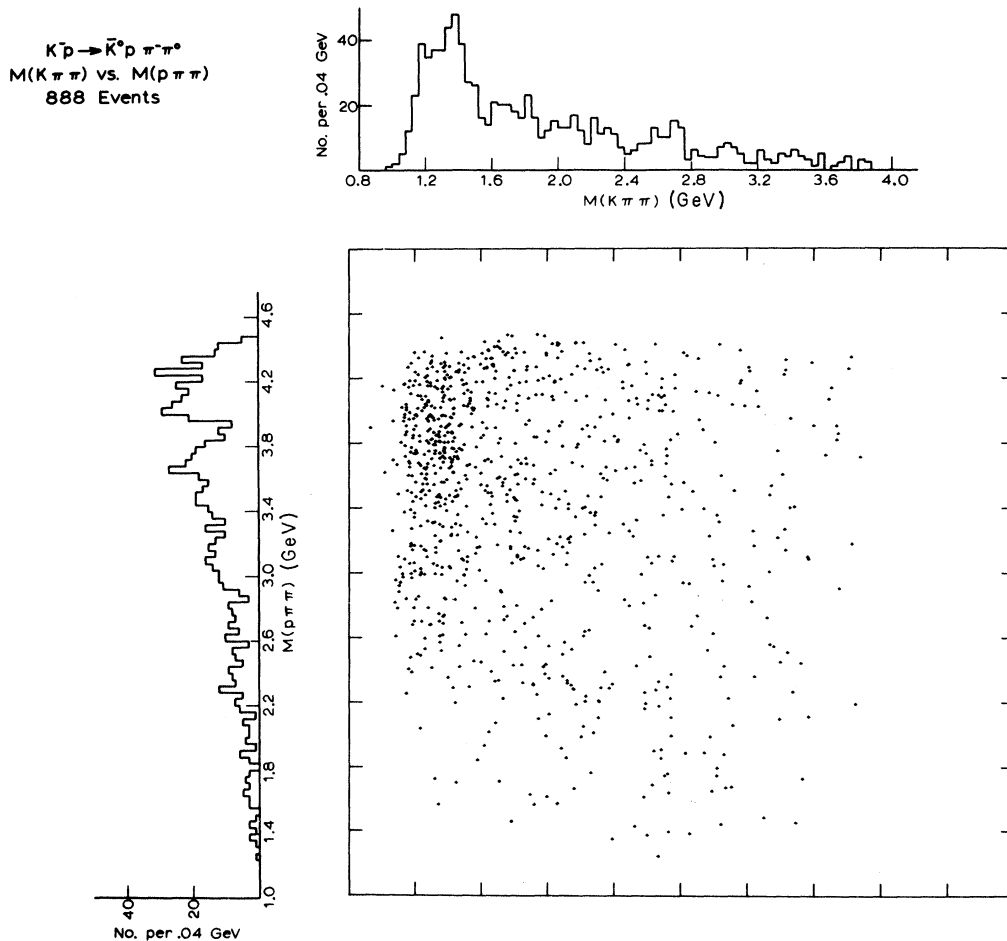 K⁻p → K̄°p π⁻π°
M(Kππ) vs. M(pππ)
888 Events
No. per .04 GeV
40
20
0.8 1.2 1.6 2.0 2.4 2.8 3.2 3.6 4.0
M(Kππ) (GeV)
4.6
4.2
3.8
3.4
3.0
2.6
2.2
1.8
1.4
1.0
M(pππ) (GeV)
40 20
No. per .04 GeV